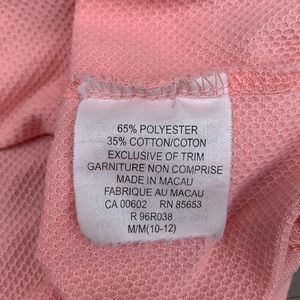 65% POLYESTER
35% COTTON/COTON
EXCLUSIVE OF TRIM
GARNITURE NON COMPRISE
MADE IN MACAU
FABRIQUE AU MACAU
CA 00602 RN 85653
R 96R038
M/M(10-12)